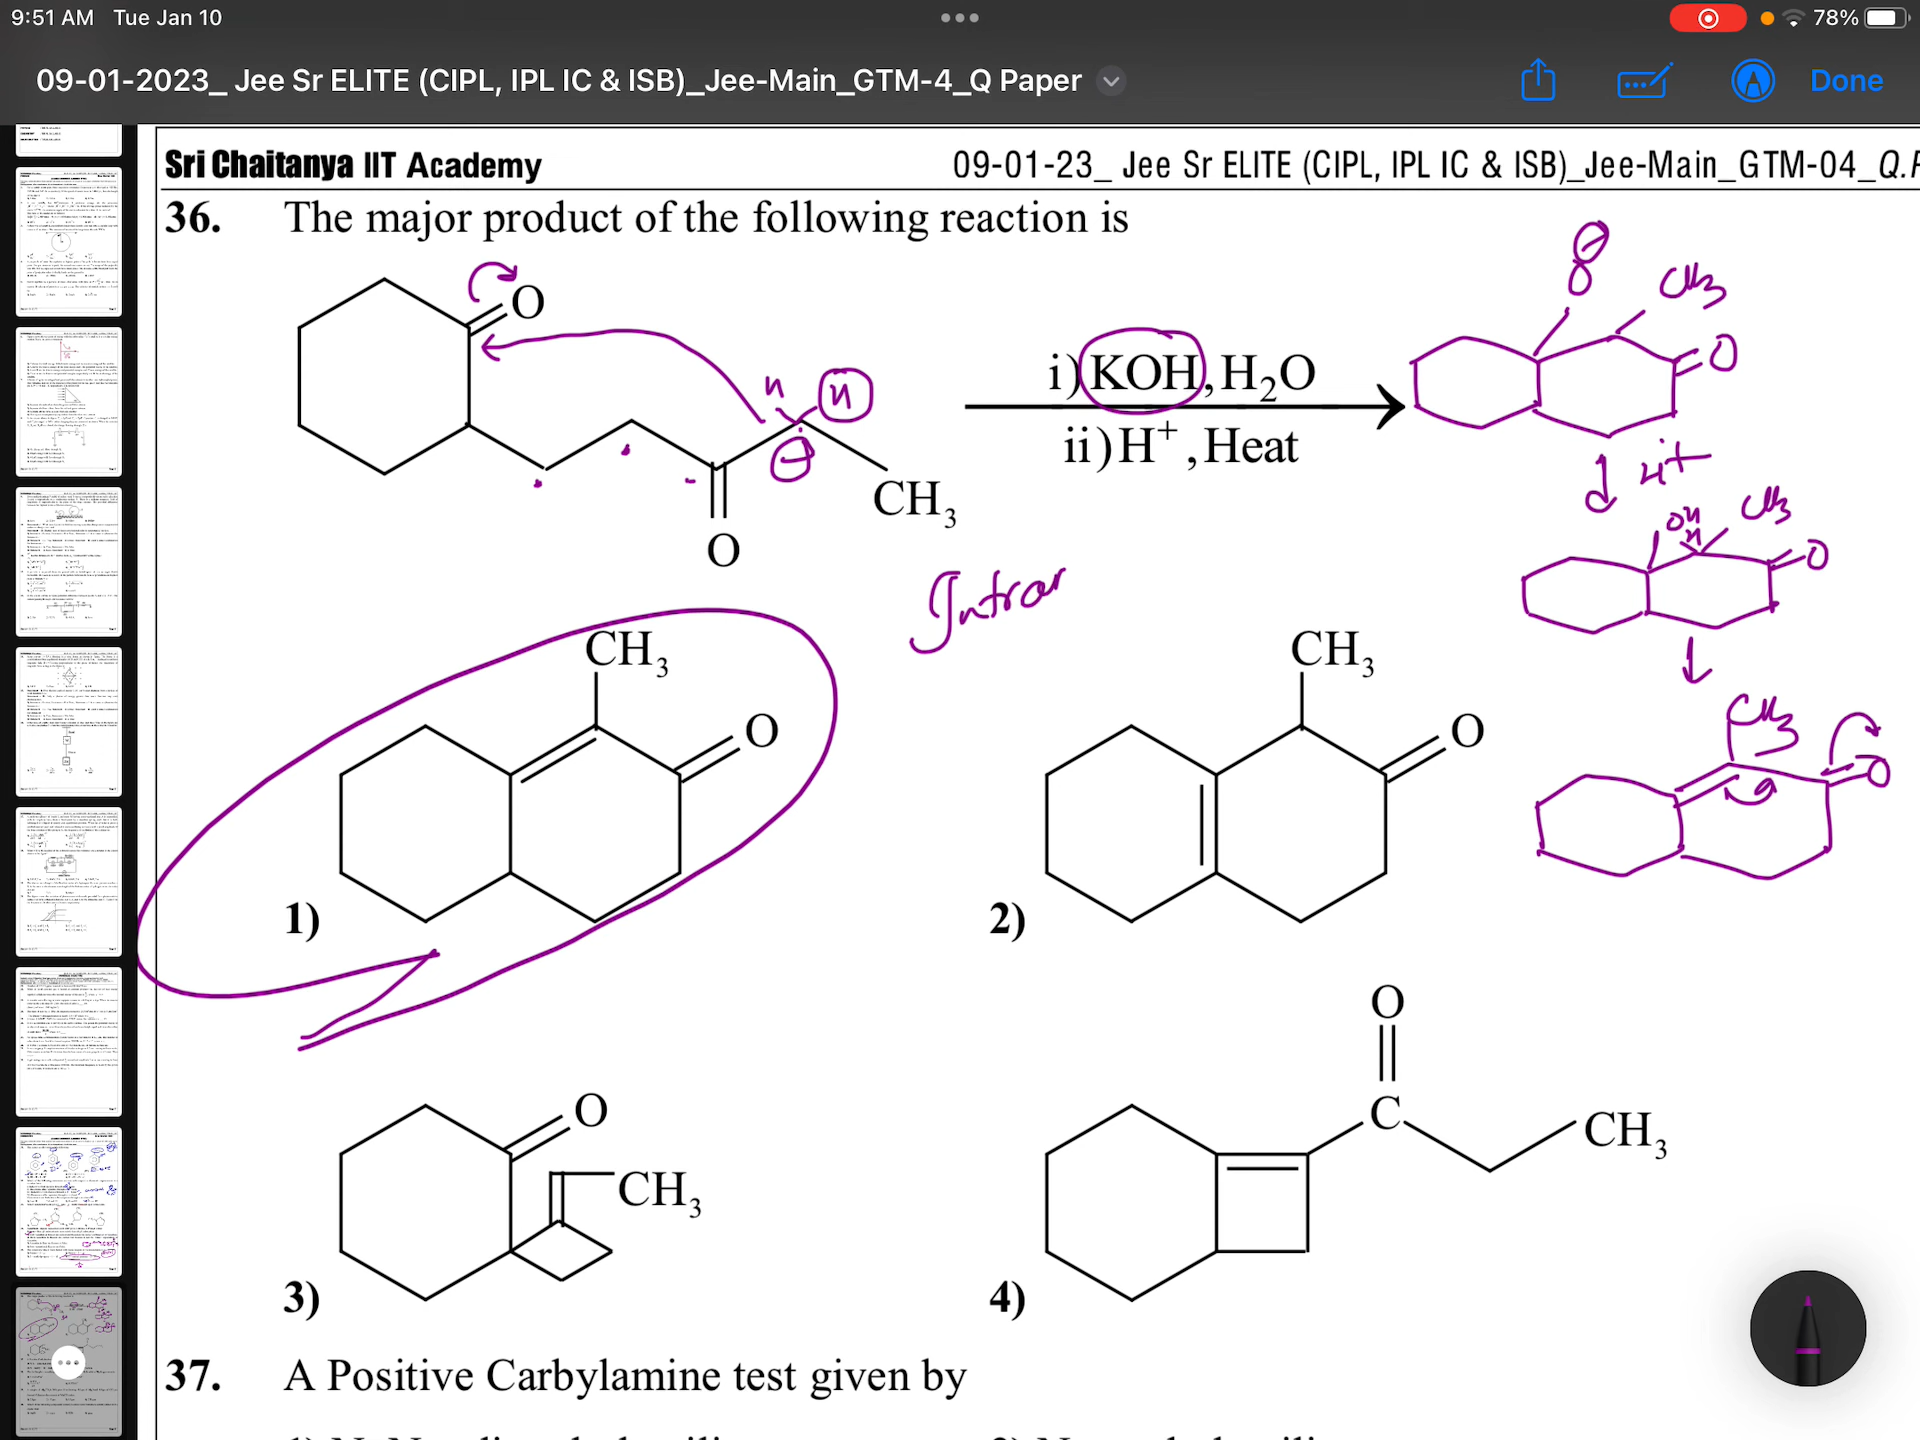 9:51 AM Tue Jan 10
78%
09-01-2023_ Jee Sr ELITE (CIPL, IPL IC & ISB)_Jee-Main_GTM-4_Q Paper
Done
Sri Chaitanya IIT Academy 09-01-23_ Jee Sr ELITE (CIPL, IPL IC & ISB)_Jee-Main_GTM-04_Q.P
36. The major product of the following reaction is
O
i) KOH, H₂O
ii) H⁺, Heat
CH₃
O
O
CH₃
O
H⁺
OH
H
CH₃
O
CH₃
O
CH₃
O
1)
CH₃
O
2)
O
CH₃
3)
O
C
CH₃
4)
37. A Positive Carbylamine test given by